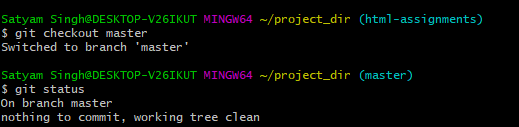 Satyam Singh@DESKTOP-V26IKUT MINGW64 ~/project_dir (html-assignments)
$ git checkout master
Switched to branch 'master'
Satyam Singh@DESKTOP-V26IKUT MINGW64 ~/project_dir (master)
$ git status
On branch master
nothing to commit, working tree clean